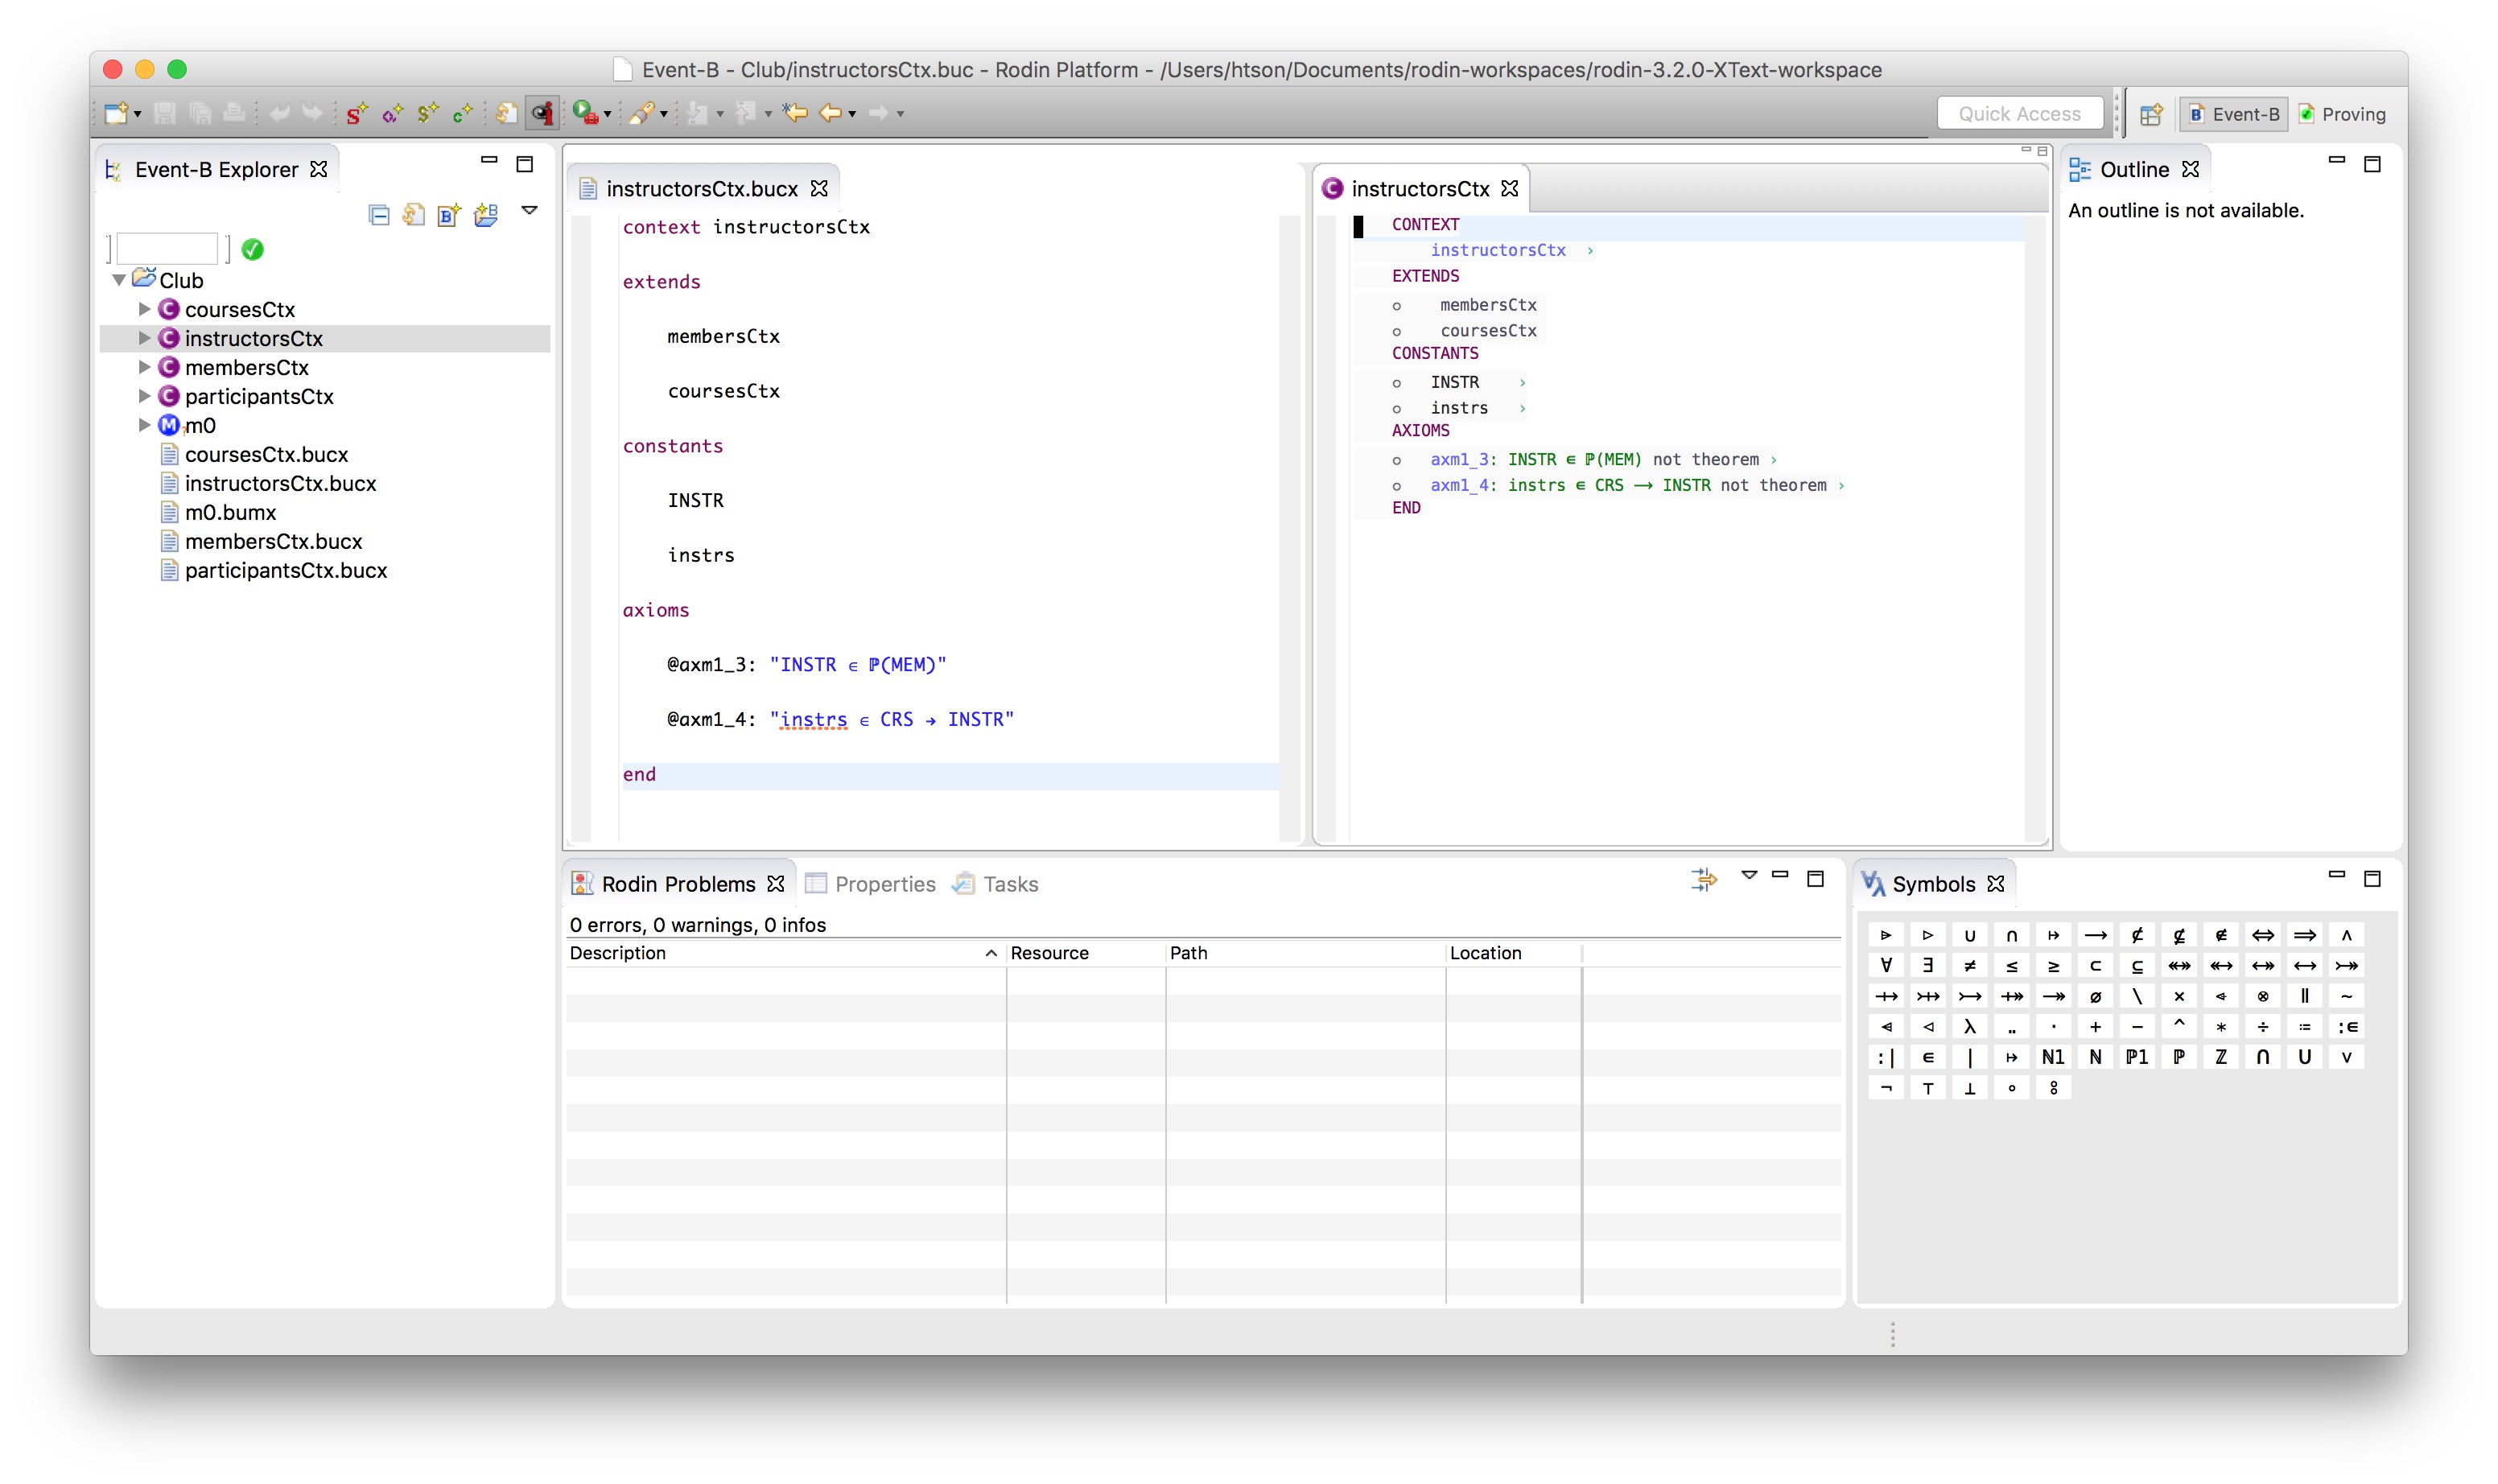 Event-B - Club/instructorsCtx.buc - Rodin Platform - /Users/htson/Documents/rodin-workspaces/rodin-3.2.0-XText-workspace
Quick Access
Event-B
Proving
Event-B Explorer
Club
coursesCtx
instructorsCtx
membersCtx
participantsCtx
m0
coursesCtx.bucx
instructorsCtx.bucx
m0.bumx
membersCtx.bucx
participantsCtx.bucx
instructorsCtx.bucx
context instructorsCtx
extends
membersCtx
coursesCtx
constants
INSTR
instrs
axioms
@axm1_3: "INSTR ∈ ℙ(MEM)"
@axm1_4: "instrs ∈ CRS → INSTR"
end
instructorsCtx
CONTEXT
instructorsCtx ›
EXTENDS
◦ membersCtx
◦ coursesCtx
CONSTANTS
◦ INSTR ›
◦ instrs ›
AXIOMS
◦ axm1_3: INSTR ∈ ℙ(MEM) not theorem ›
◦ axm1_4: instrs ∈ CRS → INSTR not theorem ›
END
Outline
An outline is not available.
Rodin Problems
Properties
Tasks
0 errors, 0 warnings, 0 infos
Description Resource Path Location
Symbols
⩥ ▷ ∪ ∩ ↦ → ⊄ ⊈ ∉ ⇔ ⇒ ∧
∀ ∃ ≠ ≤ ≥ ⊂ ⊆ ↔ ↔ ⤖
⇸ ⤔ ↣ ⤀ ↠ ∅ \ × ⊗ ∥ ∼
⩤ ◁ λ ‥ · + − ^ ∗ ÷ ≔ :∈
:∣ ∈ ∣ ↦ ℕ1 ℕ ℙ1 ℙ ℤ ⋂ ⋃ ∨
¬ ⊤ ⊥ ∘